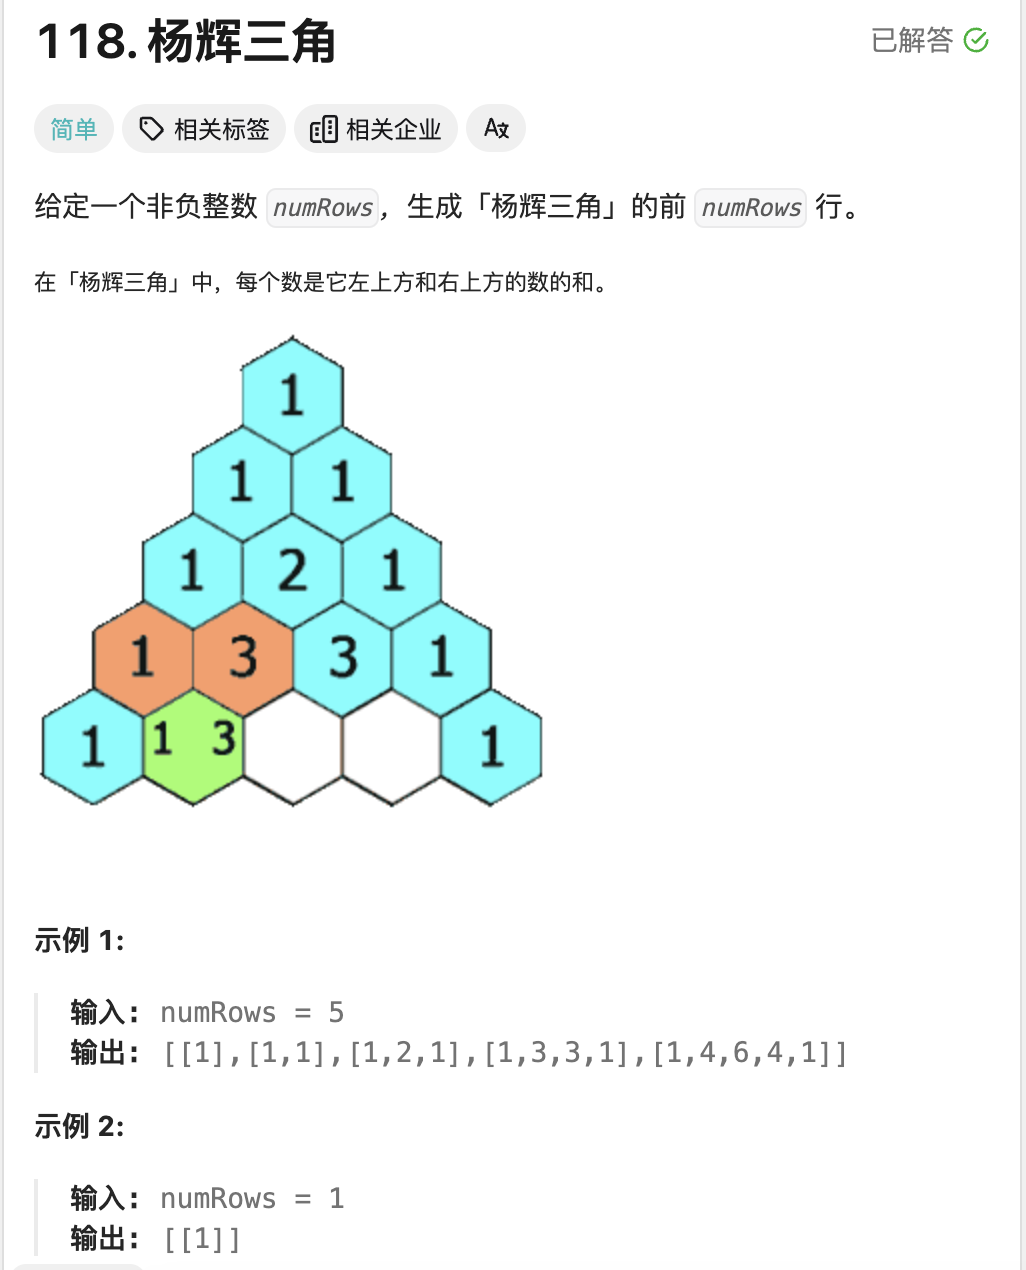 118. 杨辉三角
已解答
简单
相关标签
相关企业
给定一个非负整数 numRows，生成「杨辉三角」的前 numRows 行。
在「杨辉三角」中，每个数是它左上方和右上方的数的和。
1
1 1
1 2 1
1 3 3 1
1 1 3 1
示例 1:
输入: numRows = 5
输出: [[1],[1,1],[1,2,1],[1,3,3,1],[1,4,6,4,1]]
示例 2:
输入: numRows = 1
输出: [[1]]